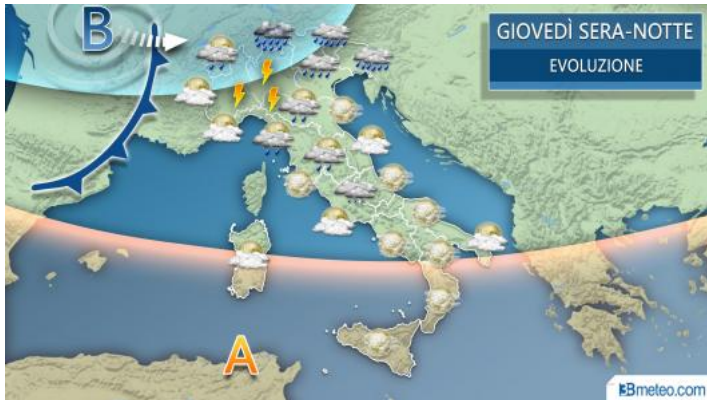 B
GIOVEDÌ SERA-NOTTE
EVOLUZIONE
A
3Bmeteo.com